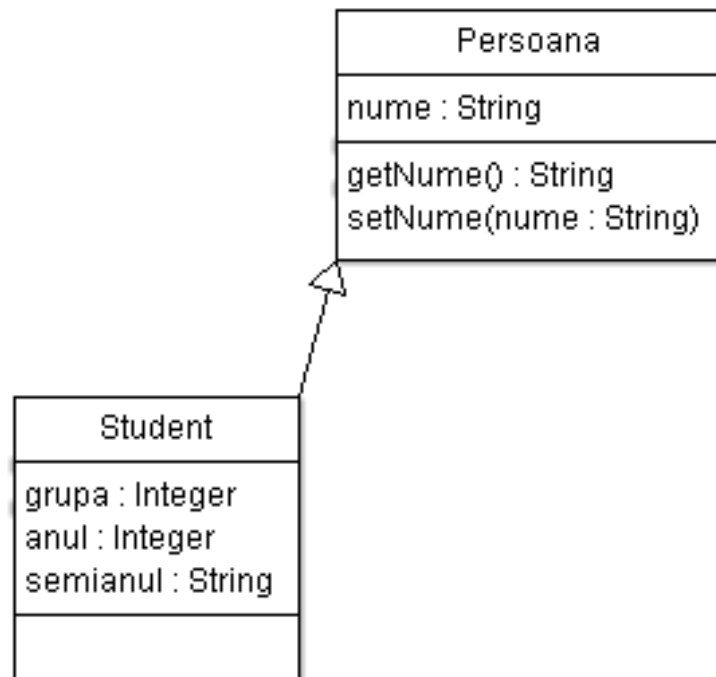 Persoana
nume : String
getNume() : String
setNume(nume : String)
Student
grupa : Integer
anul : Integer
semianul : String